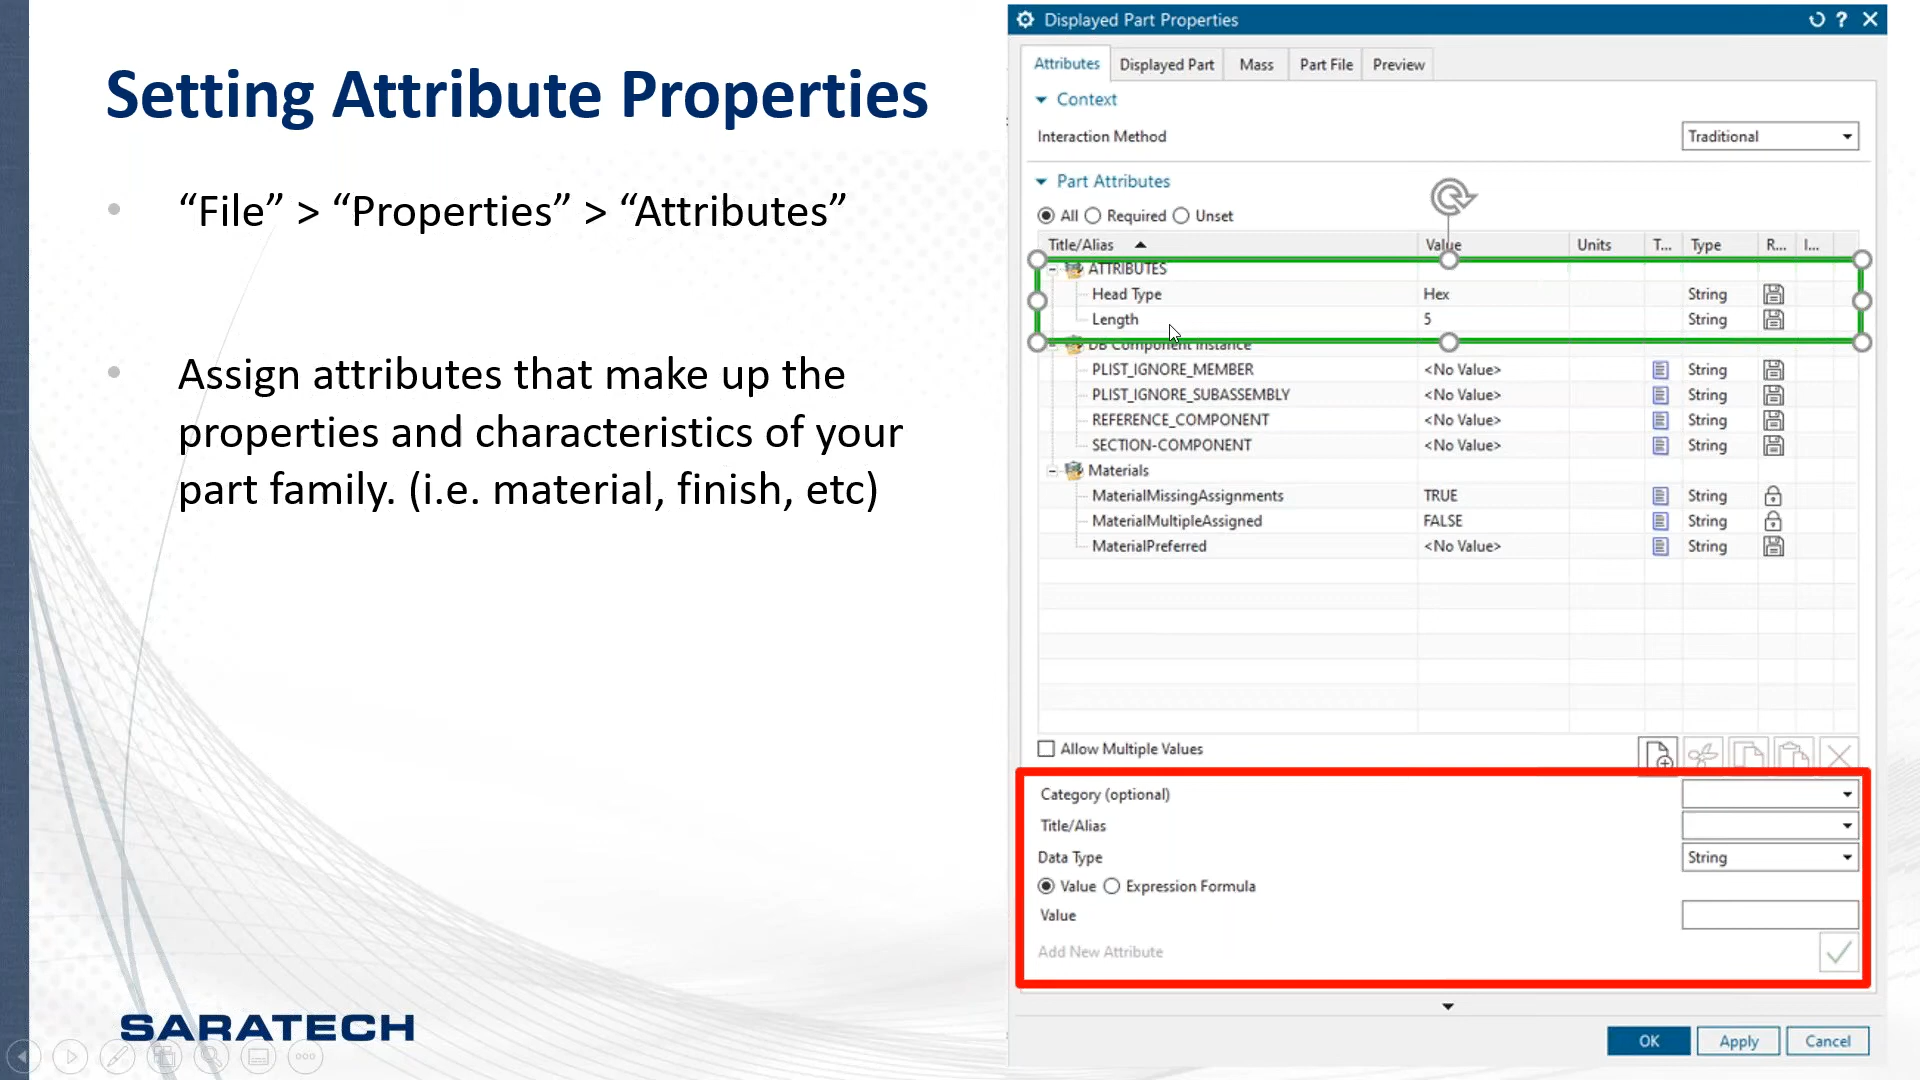 Setting Attribute Properties
• “File” > “Properties” > “Attributes”
• Assign attributes that make up the
properties and characteristics of your
part family. (i.e. material, finish, etc)
SARATECH
Displayed Part Properties
Attributes Displayed Part Mass Part File Preview
Context
Interaction Method Traditional
Part Attributes
All Required Unset
Title/Alias Value Units T... Type R... I...
ATTRIBUTES
Head Type Hex String
Length 5 String
DB Component Instance
PLIST_IGNORE_MEMBER <No Value> String
PLIST_IGNORE_SUBASSEMBLY <No Value> String
REFERENCE_COMPONENT <No Value> String
SECTION-COMPONENT <No Value> String
Materials
MaterialMissingAssignments TRUE String
MaterialMultipleAssigned FALSE String
MaterialPreferred <No Value> String
Allow Multiple Values
Category (optional)
Title/Alias
Data Type String
Value Expression Formula
Value
Add New Attribute
OK Apply Cancel